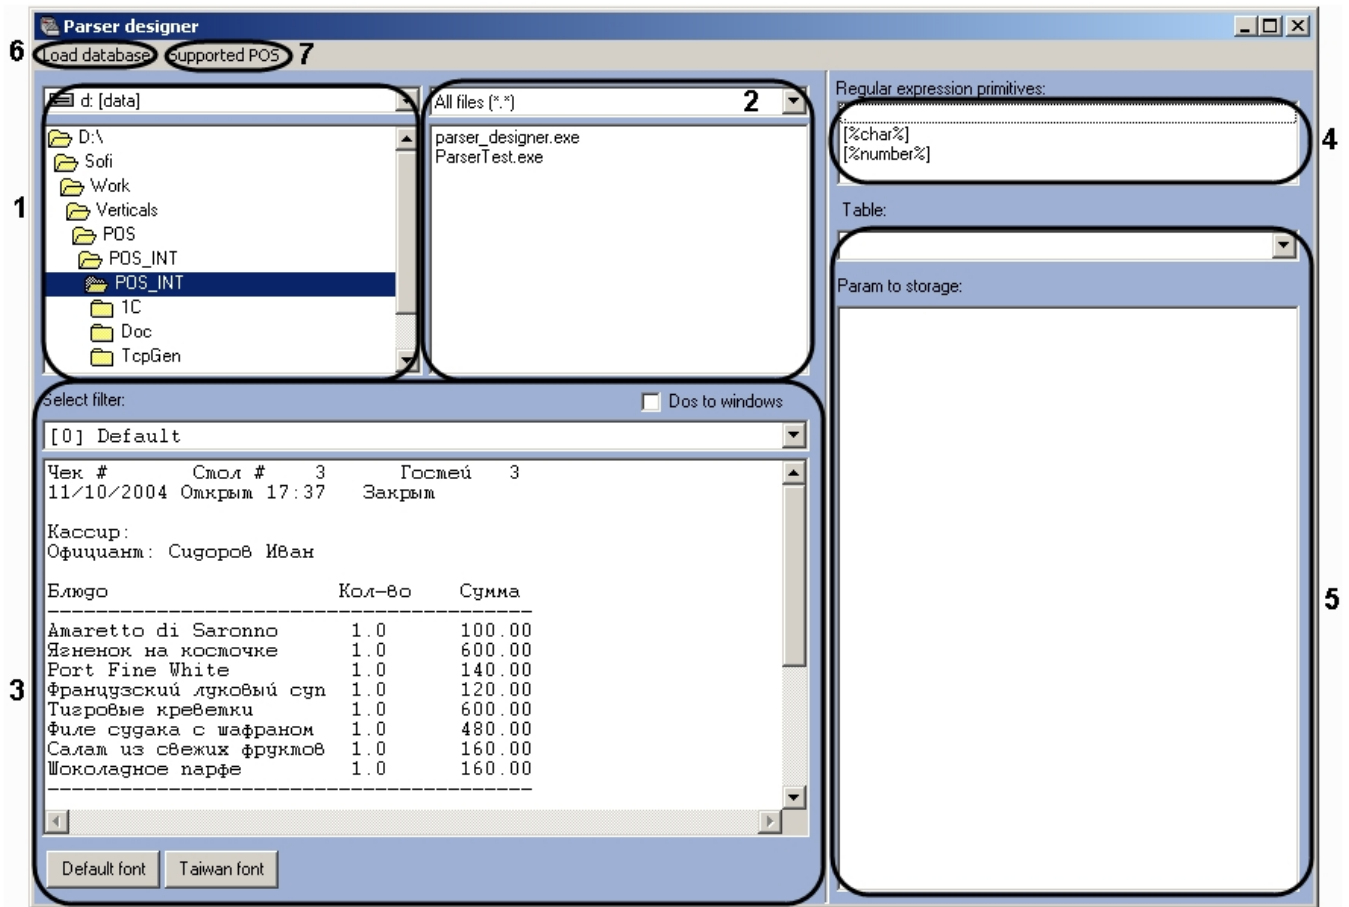 Parser designer
6 Load database Supported POS 7
d: [data]
All files (*.*)
2
D:\
Sofi
Work
Verticals
POS
POS_INT
POS_INT
1C
Doc
TcpGen
1
parser_designer.exe
ParserTest.exe
Regular expression primitives:
[%char%]
[%number%]
4
Table:
Param to storage:
5
Select filter:
Dos to windows
[0] Default
Чек # Стол # 3 Гостей 3
11/10/2004 Открыт 17:37 Закрыт
Кассир:
Официант: Сидоров Иван
Блюдо Кол-во Сумма
----------------------------------------
Amaretto di Saronno 1.0 100.00
Ягненок на косточке 1.0 600.00
Port Fine White 1.0 140.00
Французский луковый суп 1.0 120.00
Тигровые креветки 1.0 600.00
Филе судака с шафраном 1.0 480.00
Салат из свежих фруктов 1.0 160.00
Шоколадное парфе 1.0 160.00
----------------------------------------
3
Default font
Taiwan font